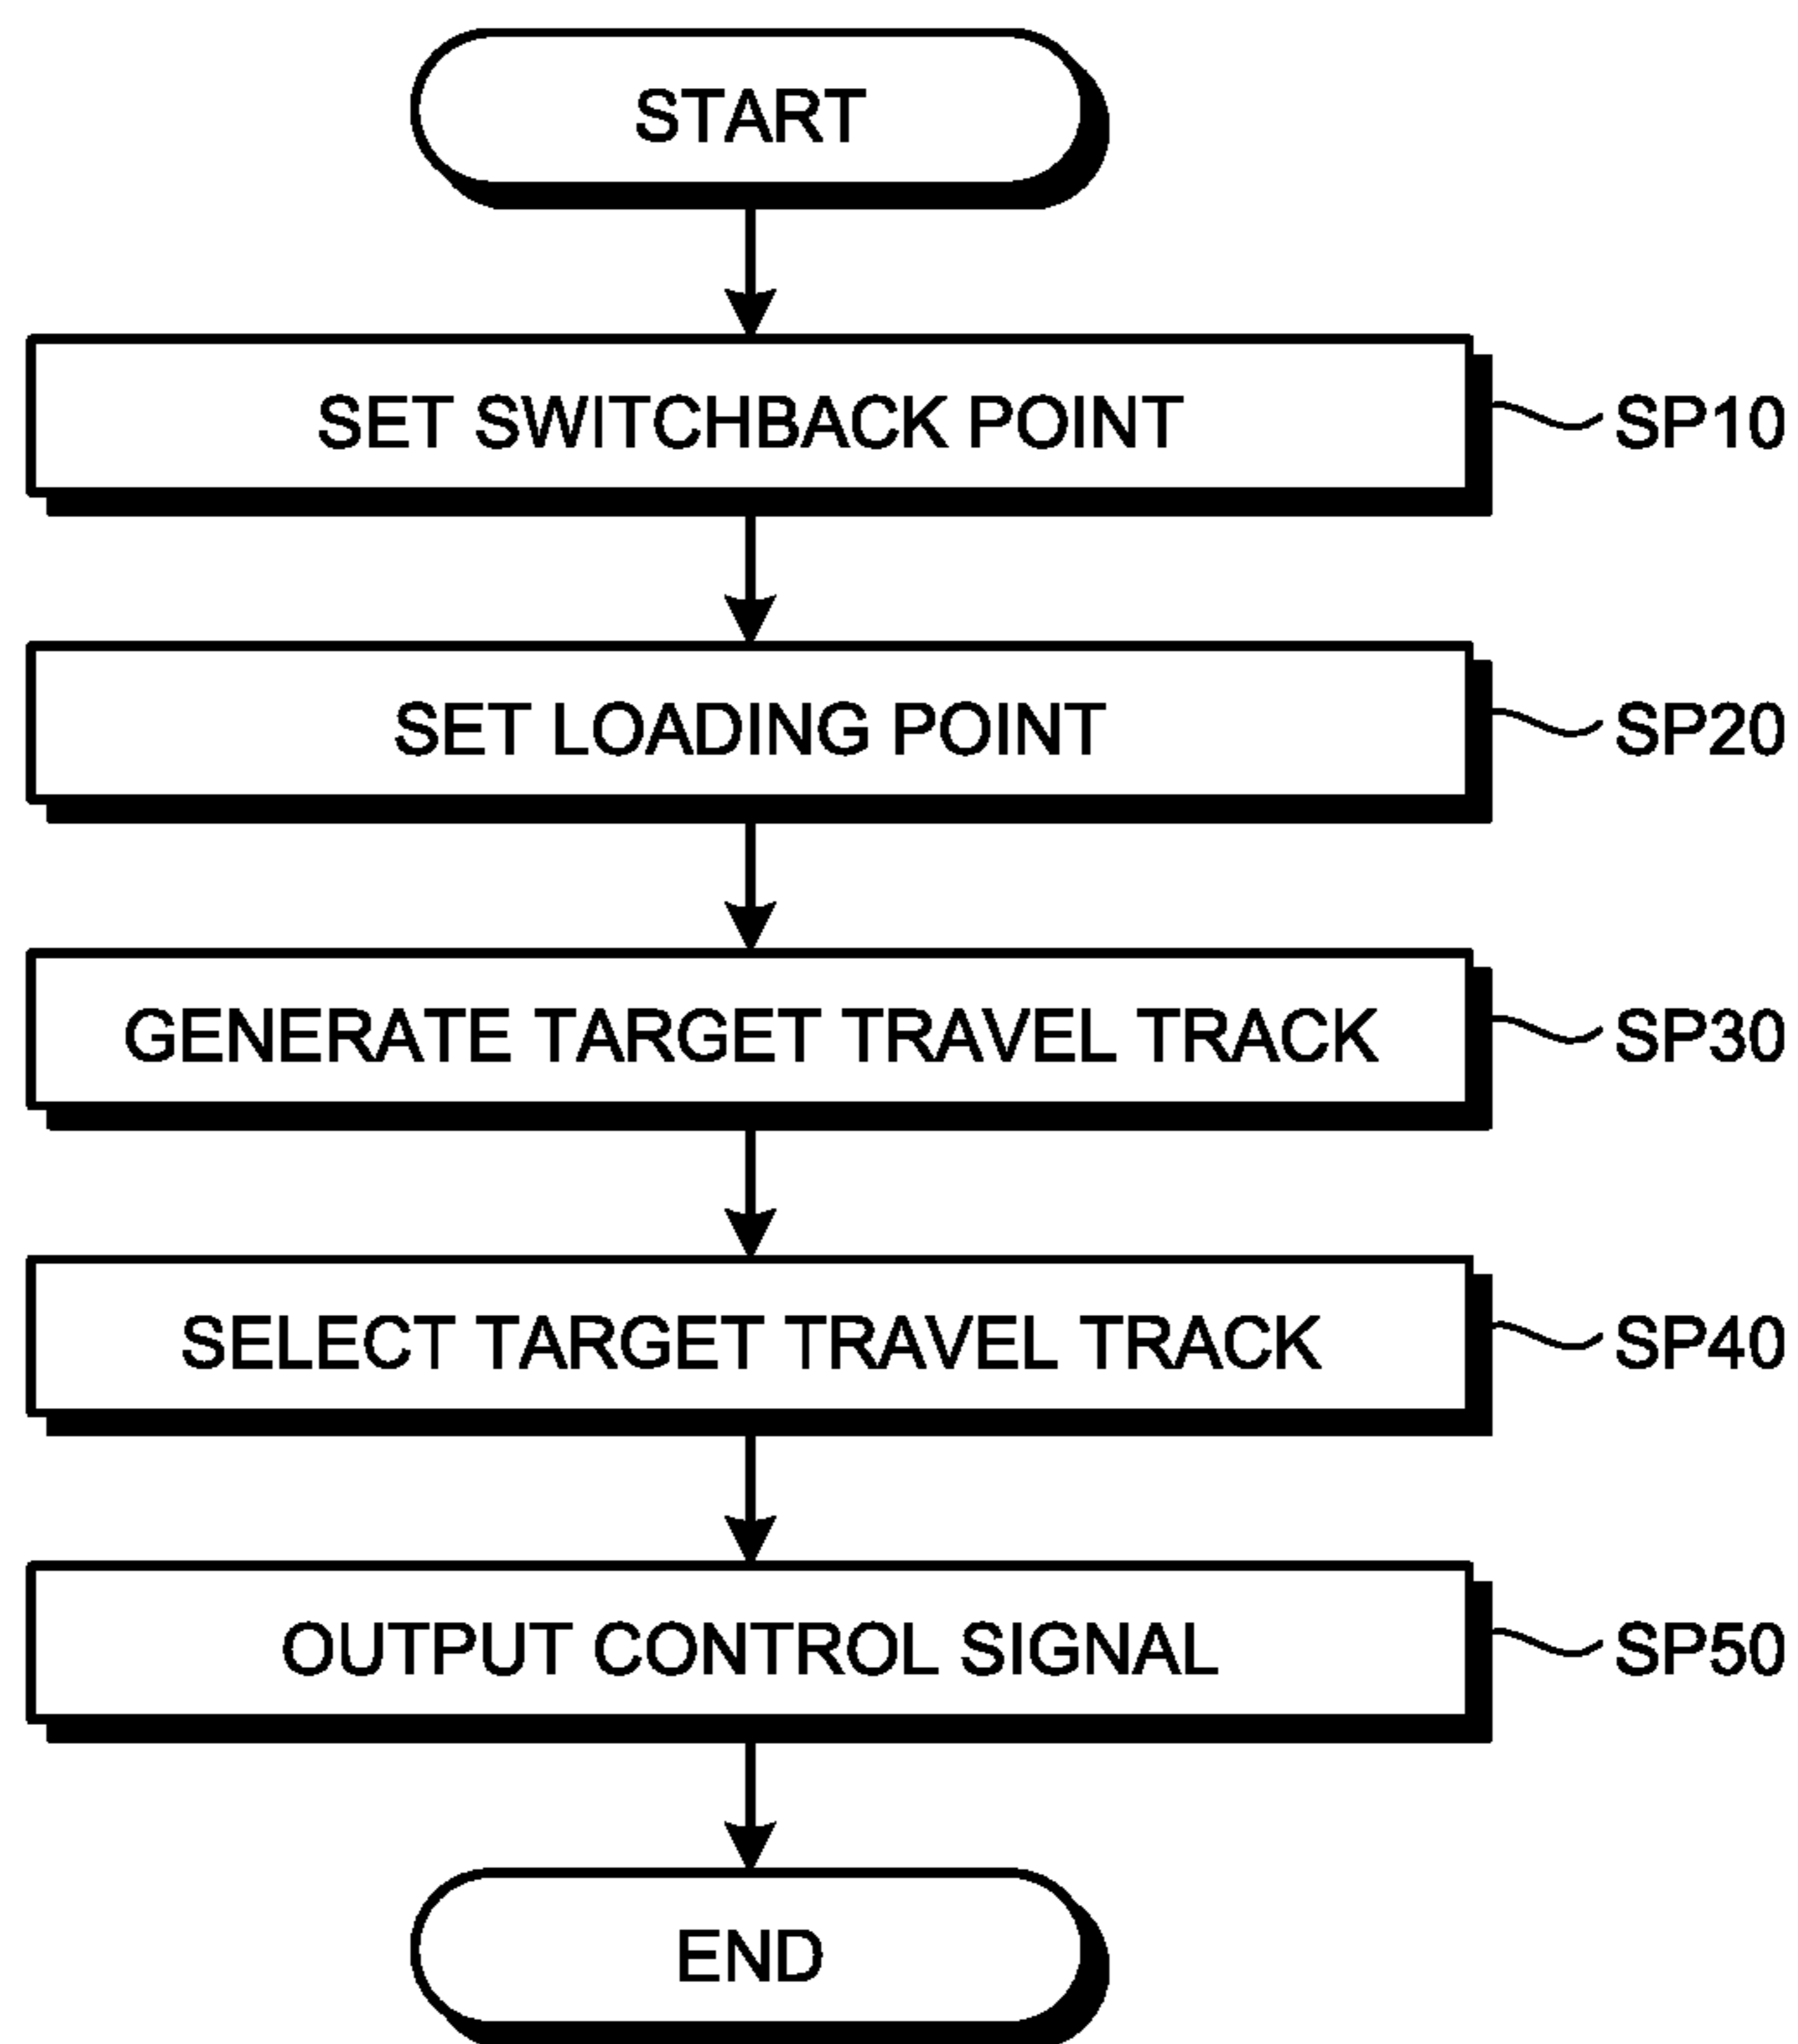 START
SET SWITCHBACK POINT
SP10
SET LOADING POINT
SP20
GENERATE TARGET TRAVEL TRACK
SP30
SELECT TARGET TRAVEL TRACK
SP40
OUTPUT CONTROL SIGNAL
SP50
END